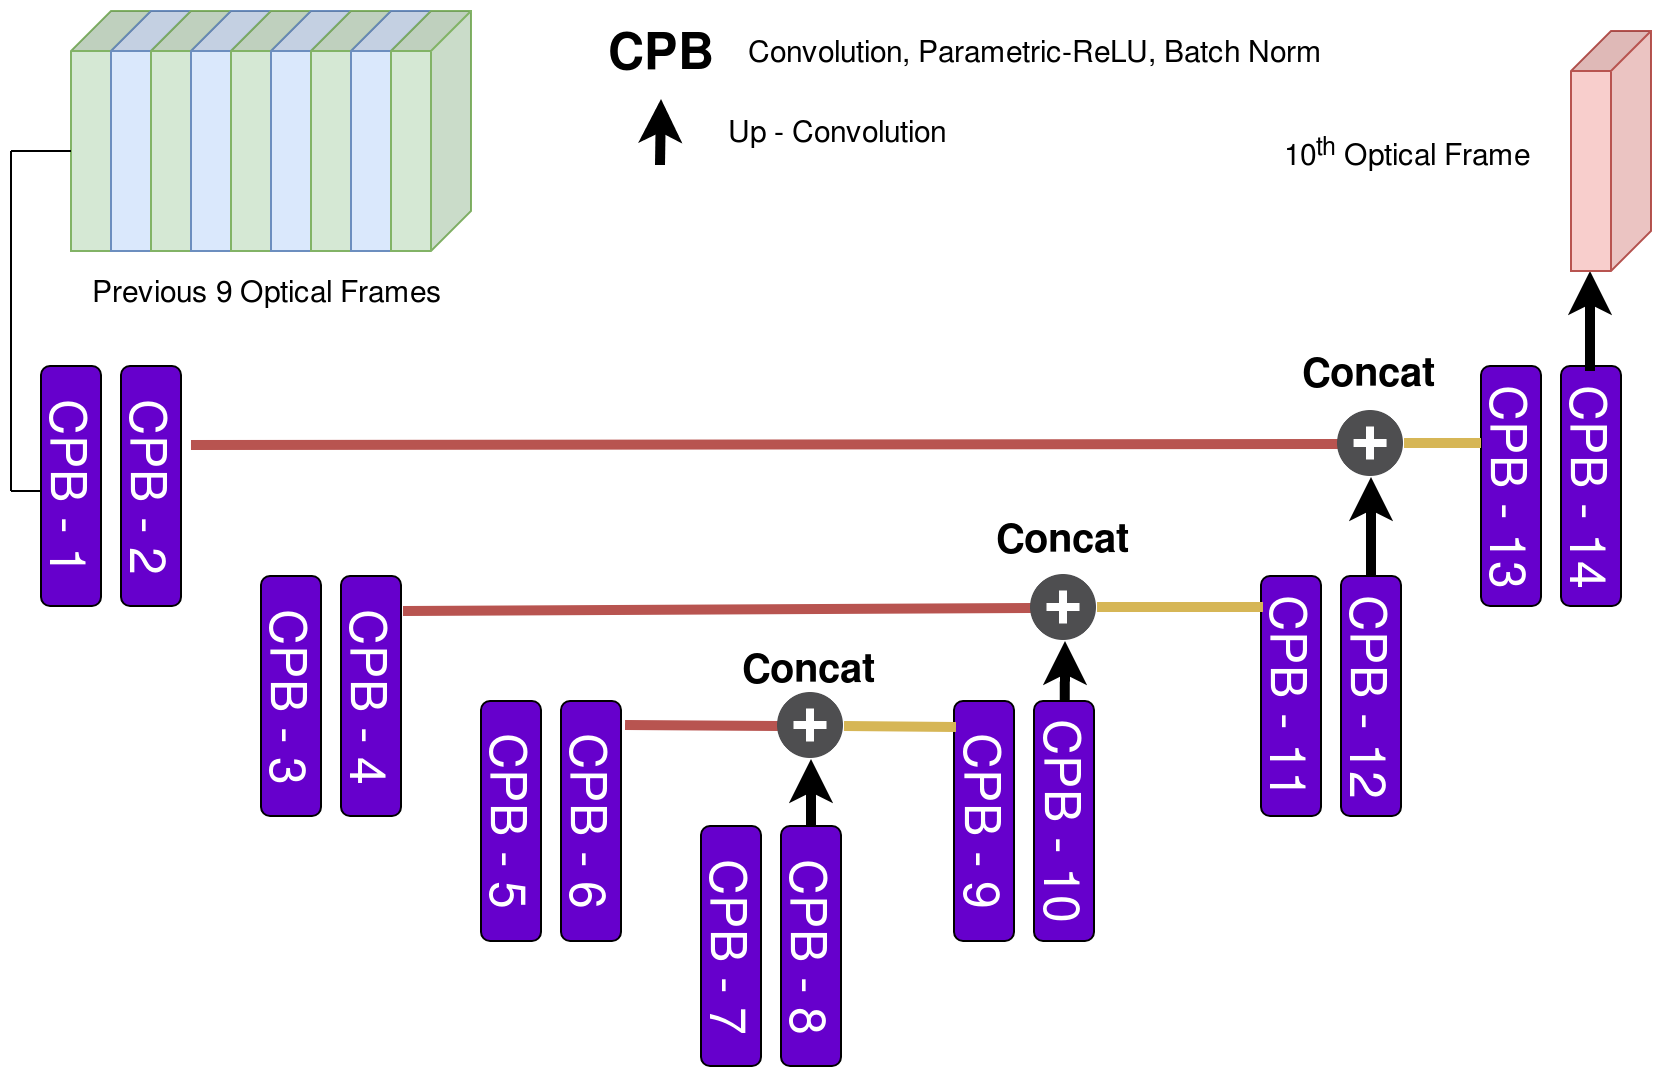 CPB Convolution, Parametric-ReLU, Batch Norm
Up - Convolution
10th Optical Frame
Previous 9 Optical Frames
Concat
CPB - 1
CPB - 2
CPB - 13
CPB - 14
Concat
CPB - 3
CPB - 4
CPB - 11
CPB - 12
Concat
CPB - 5
CPB - 6
CPB - 9
CPB - 10
CPB - 7
CPB - 8